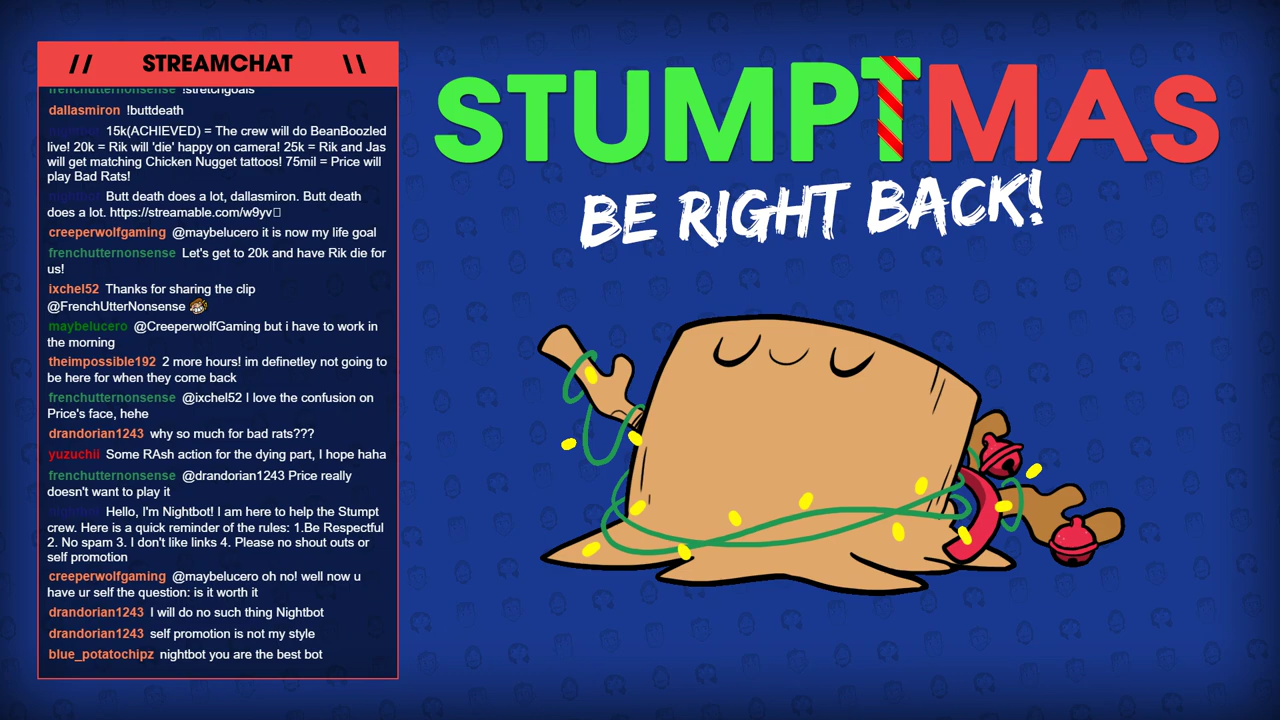 // STREAMCHAT \\
frenchutternonsense !stretchgoals
dallasmiron !buttdeath
nightbot 15k(ACHIEVED) = The crew will do BeanBoozled
live! 20k = Rik will 'die' happy on camera! 25k = Rik and Jas
will get matching Chicken Nugget tattoos! 75mil = Price will
play Bad Rats!
nightbot Butt death does a lot, dallasmiron. Butt death
does a lot. https://streamable.com/w9yv
creeperwolfgaming @maybelucero it is now my life goal
frenchutternonsense Let's get to 20k and have Rik die for
us!
ixchel52 Thanks for sharing the clip
@FrenchUtterNonsense
maybelucero @CreeperwolfGaming but i have to work in
the morning
theimpossible192 2 more hours! im definetley not going to
be here for when they come back
frenchutternonsense @ixchel52 I love the confusion on
Price's face, hehe
drandorian1243 why so much for bad rats???
yuzuchii Some RAsh action for the dying part, I hope haha
frenchutternonsense @drandorian1243 Price really
doesn't want to play it
nightbot Hello, I'm Nightbot! I am here to help the Stumpt
crew. Here is a quick reminder of the rules: 1.Be Respectful
2. No spam 3. I don't like links 4. Please no shout outs or
self promotion
creeperwolfgaming @maybelucero oh no! well now u
have ur self the question: is it worth it
drandorian1243 I will do no such thing Nightbot
drandorian1243 self promotion is not my style
blue_potatochipz nightbot you are the best bot
STUMPTMAS
BE RIGHT BACK!